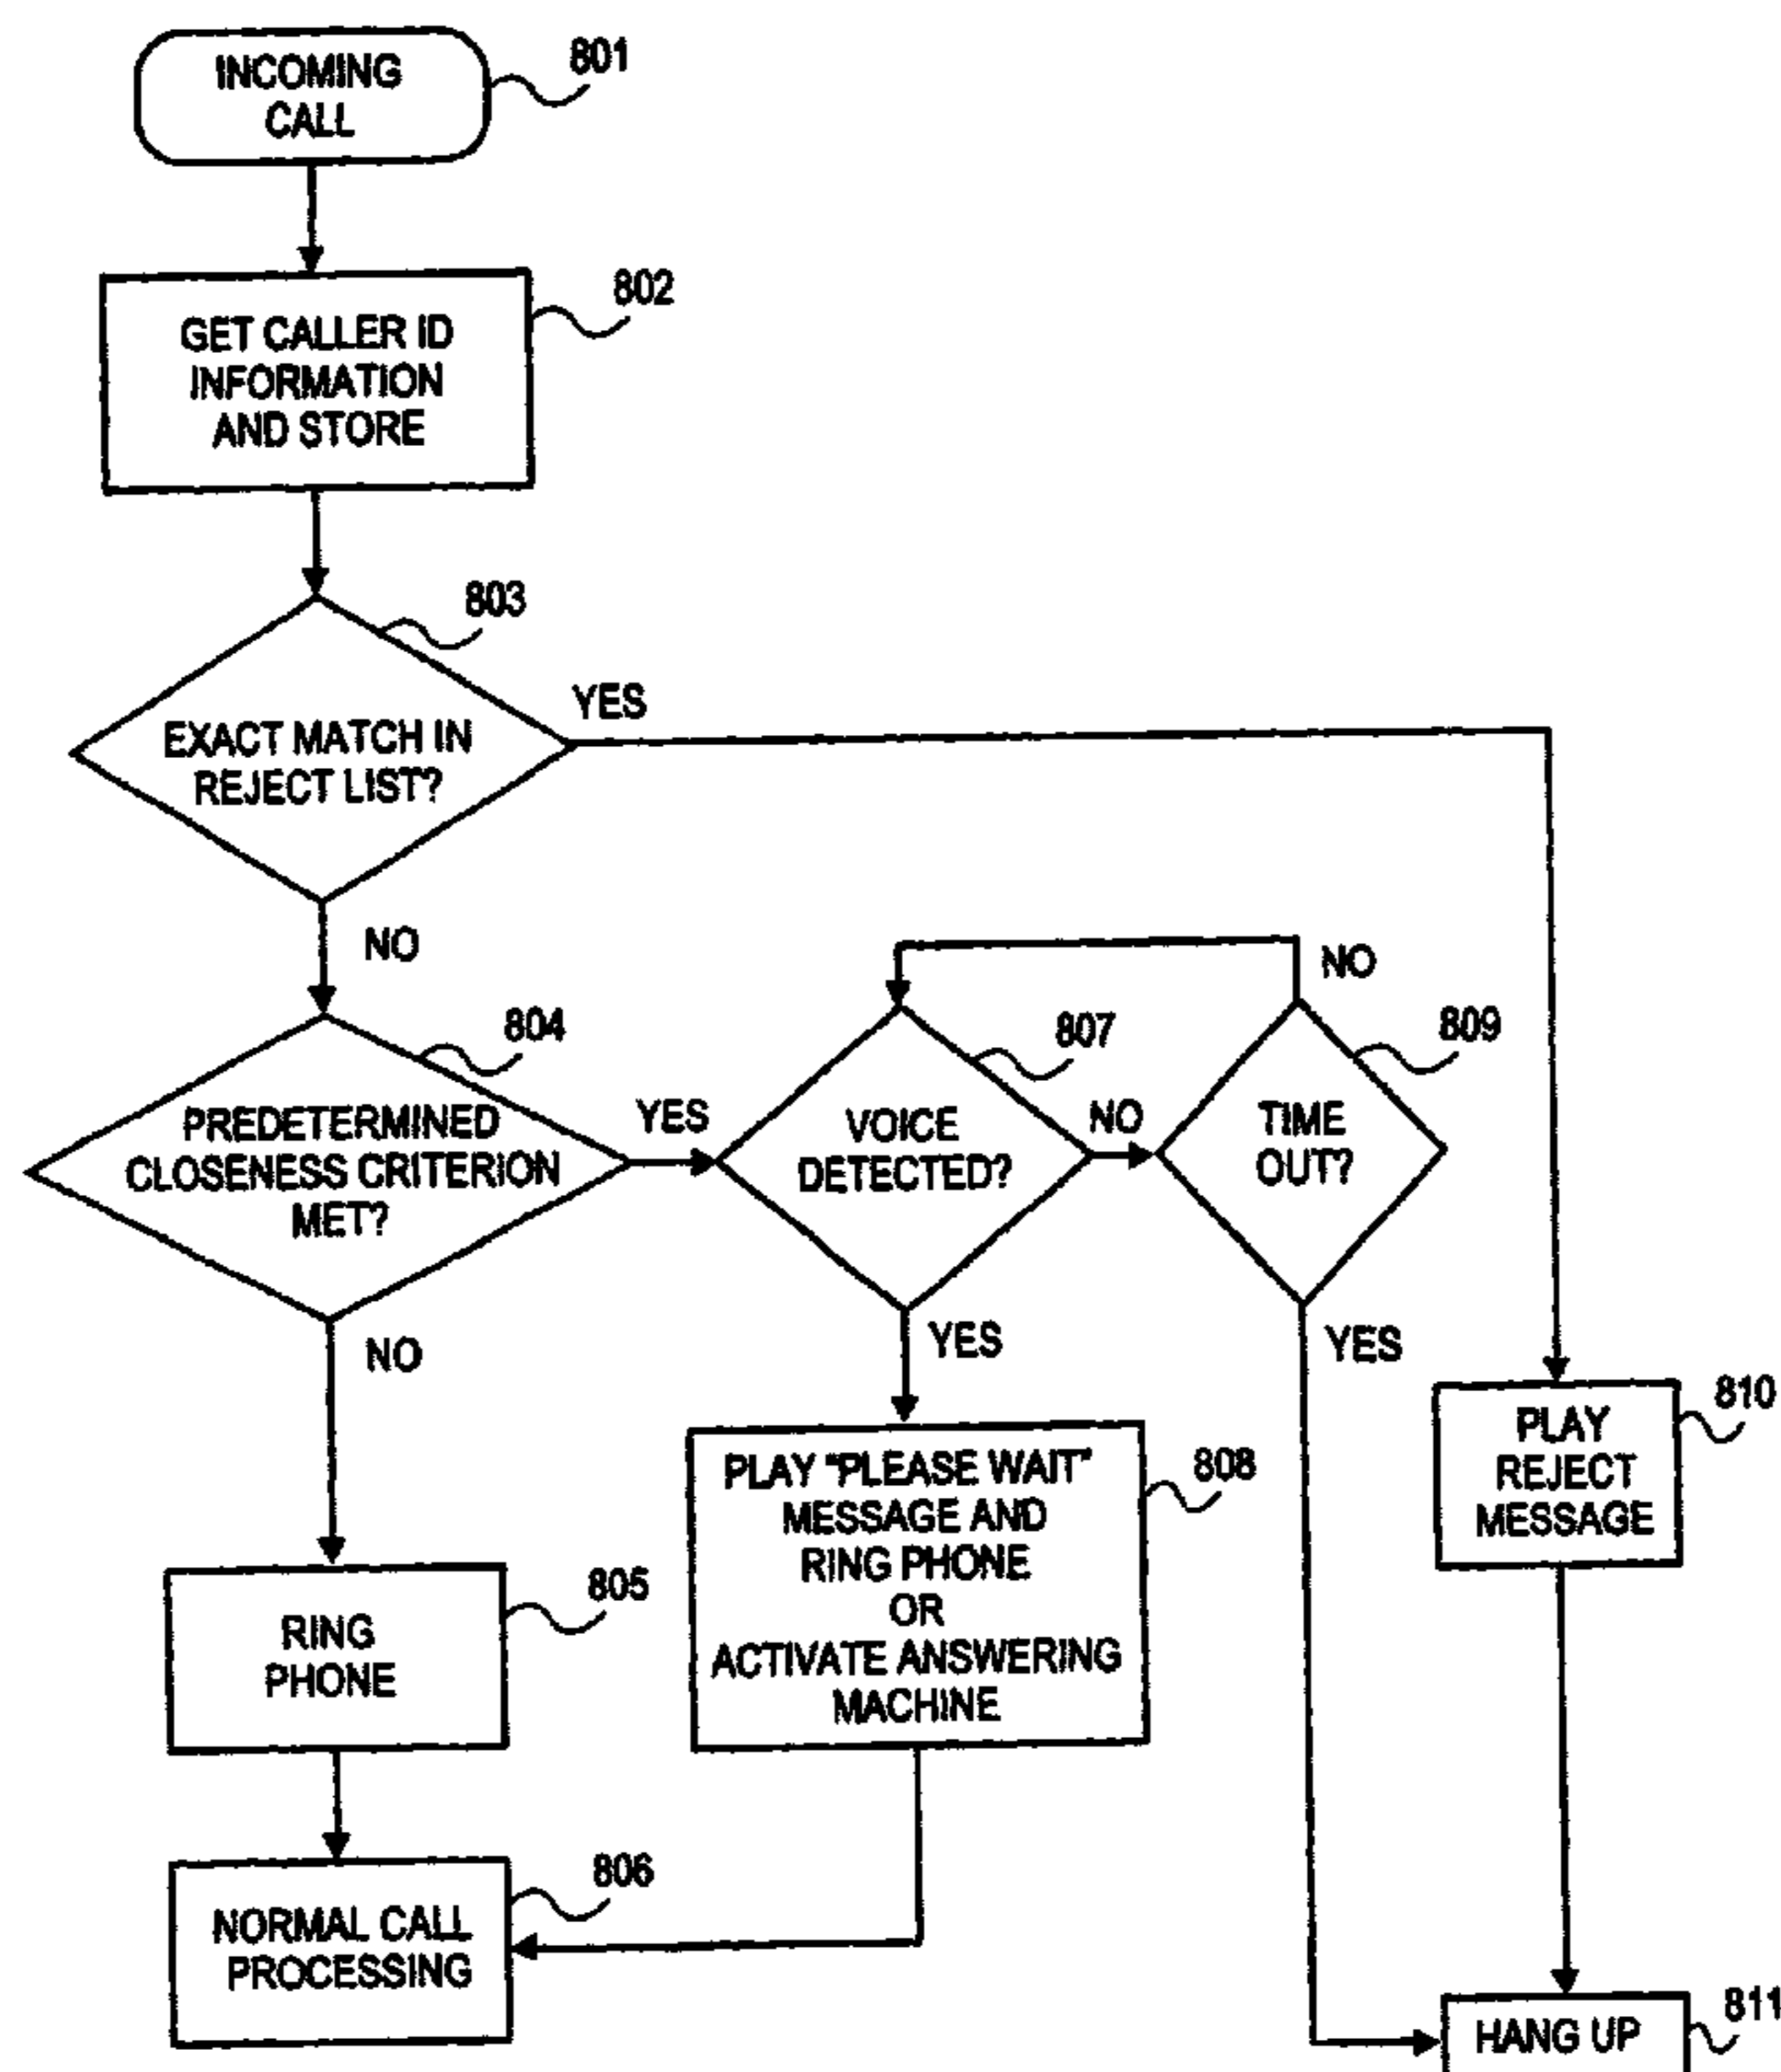 INCOMING
CALL
801
GET CALLER ID
INFORMATION
AND STORE
802
803
EXACT MATCH IN
REJECT LIST?
YES
NO
804
PREDETERMINED
CLOSENESS CRITERION
MET?
YES
NO
807
VOICE
DETECTED?
NO
YES
809
TIME
OUT?
NO
YES
810
PLAY
REJECT
MESSAGE
808
PLAY "PLEASE WAIT"
MESSAGE AND
RING PHONE
OR
ACTIVATE ANSWERING
MACHINE
805
RING
PHONE
806
NORMAL CALL
PROCESSING
811
HANG UP